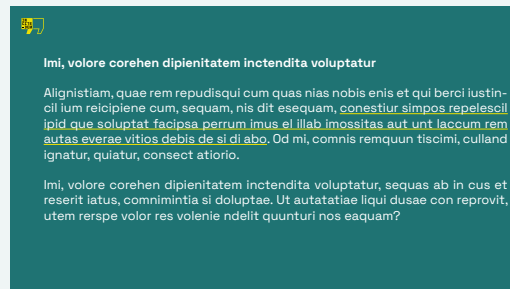 Imi, volore corehen dipienitatem inctendita voluptatur
Alignistiam, quae rem repudisqui cum quas nias nobis enis et qui berci iustin-
cil ium reicipiene cum, sequam, nis dit esequam, conestiur simpos repelescil
ipid que soluptat facipsa perrum imus el illab imossitas aut unt laccum rem
autas everae vitios debis de si di abo. Od mi, comnis remquun tiscimi, culland
ignatur, quiatur, consect atiorio.
Imi, volore corehen dipienitatem inctendita voluptatur, sequas ab in cus et
reserit iatus, comnimintia si doluptae. Ut autatatiae liqui dusae con reprovit,
utem rerspe volor res volenie ndelit quunturi nos eaquam?